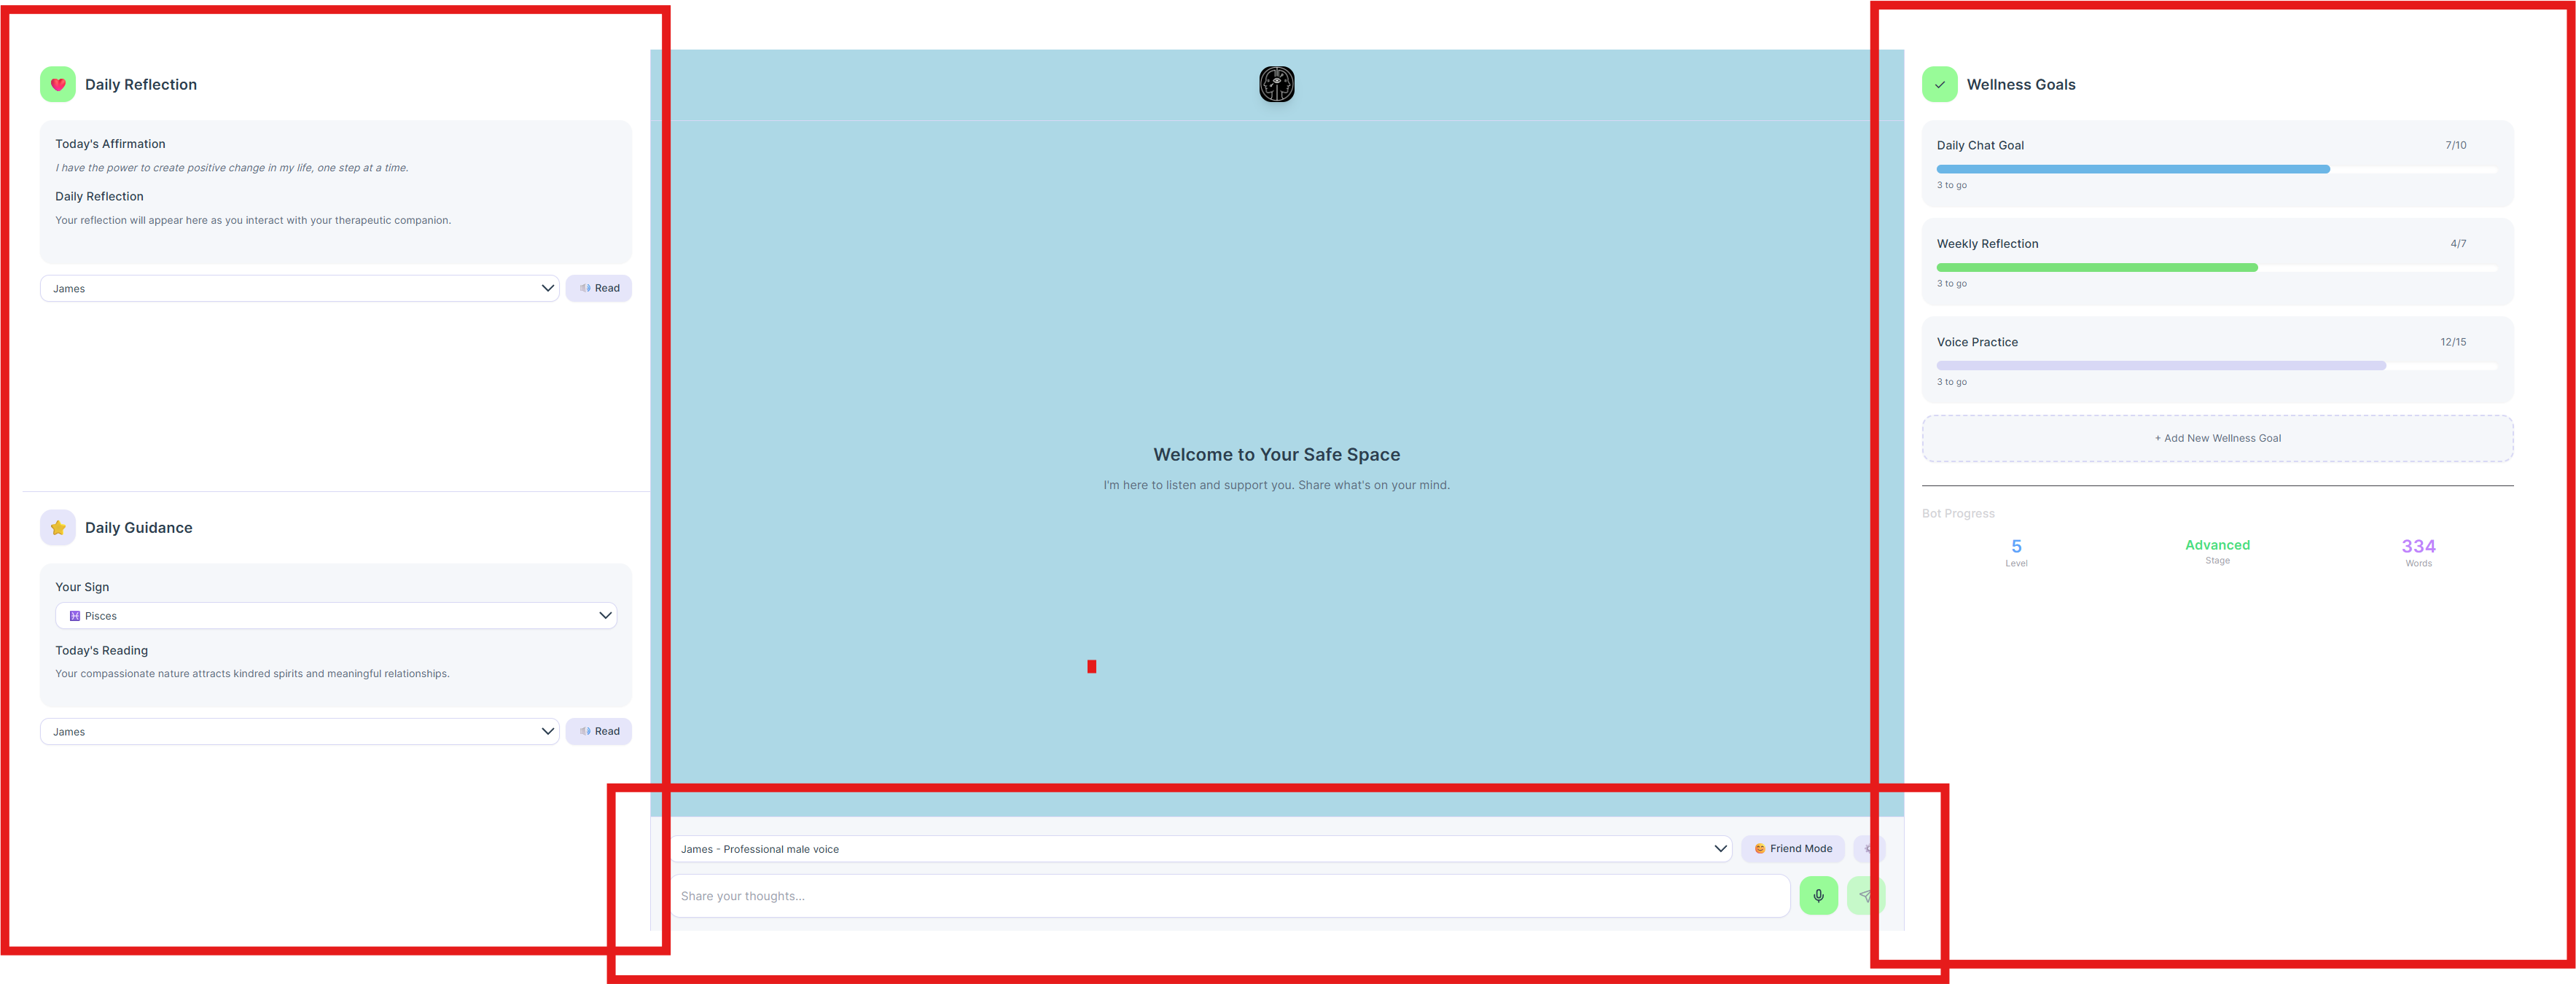 Daily Reflection
Today's Affirmation
I have the power to create positive change in my life, one step at a time.
Daily Reflection
Your reflection will appear here as you interact with your therapeutic companion.
James
Read
Daily Guidance
Your Sign
Pisces
Today's Reading
Your compassionate nature attracts kindred spirits and meaningful relationships.
James
Read
Welcome to Your Safe Space
I'm here to listen and support you. Share what's on your mind.
James - Professional male voice
Friend Mode
Share your thoughts...
Wellness Goals
Daily Chat Goal
7/10
3 to go
Weekly Reflection
4/7
3 to go
Voice Practice
12/15
3 to go
+ Add New Wellness Goal
Bot Progress
5
Level
Advanced
Stage
334
Words